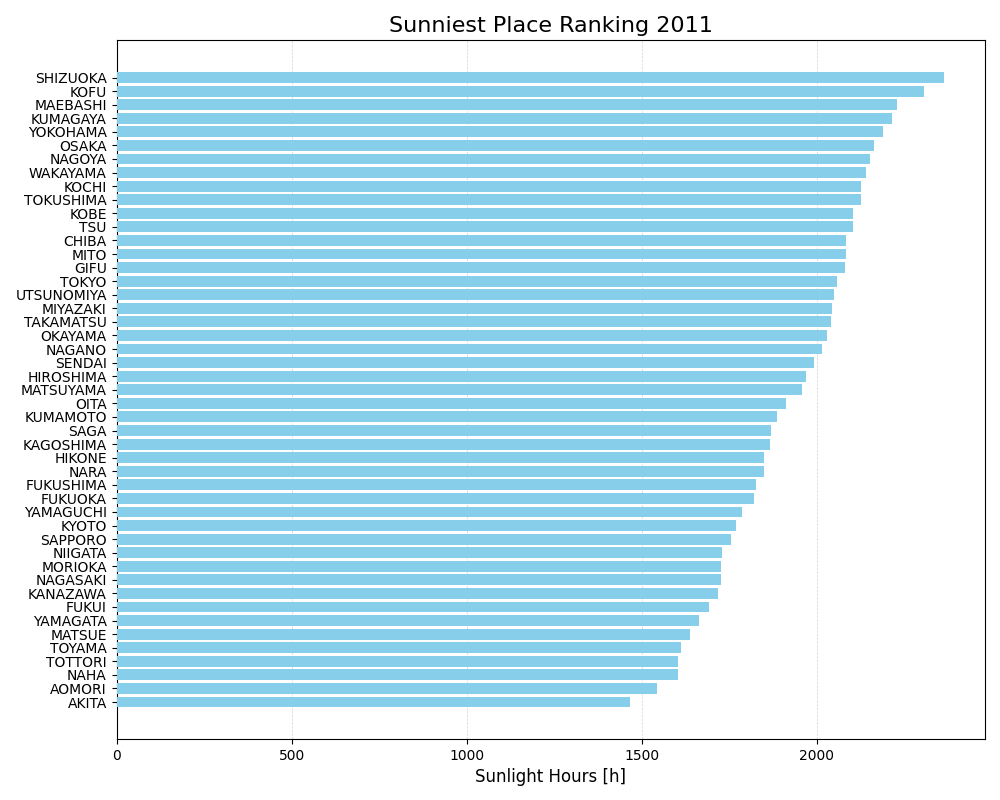 Sunniest Place Ranking 2011
SHIZUOKA
KOFU
MAEBASHI
KUMAGAYA
YOKOHAMA
OSAKA
NAGOYA
WAKAYAMA
KOCHI
TOKUSHIMA
KOBE
TSU
CHIBA
MITO
GIFU
TOKYO
UTSUNOMIYA
MIYAZAKI
TAKAMATSU
OKAYAMA
NAGANO
SENDAI
HIROSHIMA
MATSUYAMA
OITA
KUMAMOTO
SAGA
KAGOSHIMA
HIKONE
NARA
FUKUSHIMA
FUKUOKA
YAMAGUCHI
KYOTO
SAPPORO
NIIGATA
MORIOKA
NAGASAKI
KANAZAWA
FUKUI
YAMAGATA
MATSUE
TOYAMA
TOTTORI
NAHA
AOMORI
AKITA
0 500 1000 1500 2000
Sunlight Hours [h]